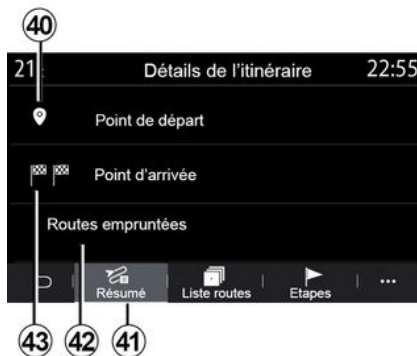 40
21 Détails de l'itinéraire 22:55
Point de départ
Point d'arrivée
Routes empruntées
Résumé Liste routes Etapes ...
43 42 41